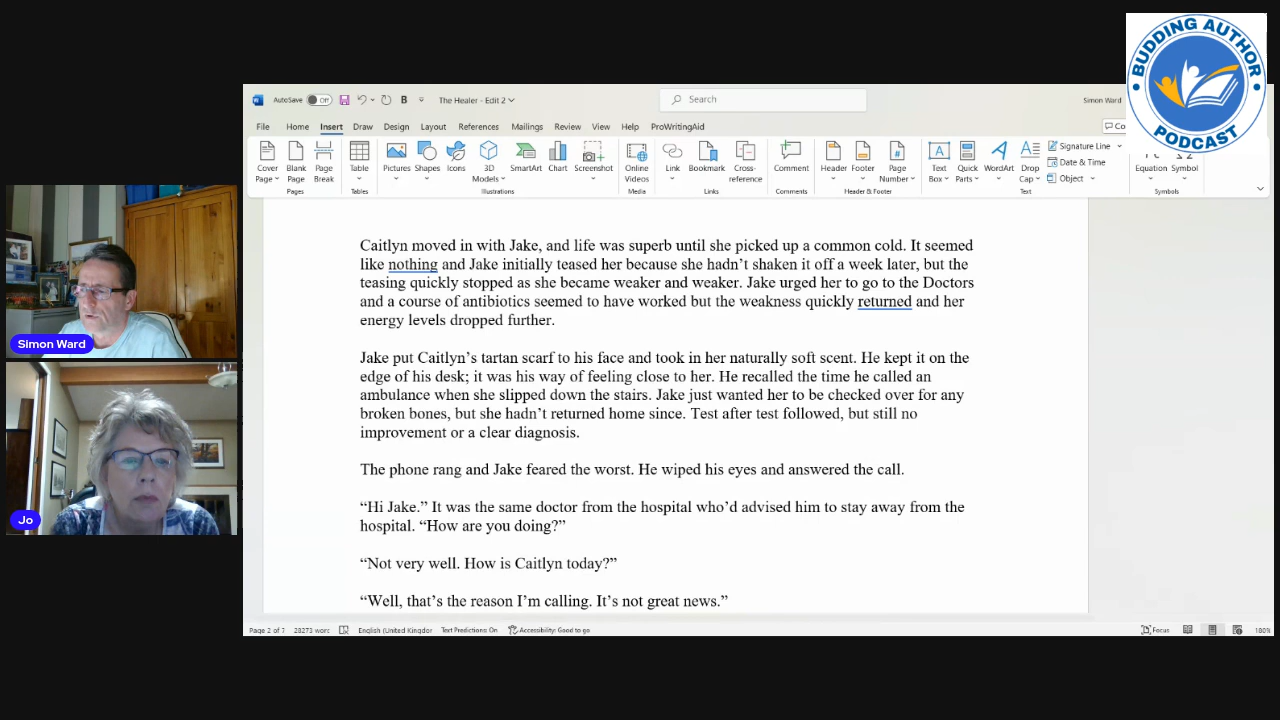 BUDDING AUTHOR
PODCAST
AutoSave Off B The Healer - Edit 2 Search Simon Ward
File Home Insert Draw Design Layout References Mailings Review View Help ProWritingAid Co
Cover Page Blank Page Page Break Table Pictures Shapes Icons 3D Models SmartArt Chart Screenshot Online Videos Link Bookmark Cross-reference Comment Header Footer Page Number Text Box Quick Parts WordArt Drop Cap Signature Line Date & Time Object Equation Symbol
Pages Tables Illustrations Media Links Comments Header & Footer Text Symbols
Caitlyn moved in with Jake, and life was superb until she picked up a common cold. It seemed
like nothing and Jake initially teased her because she hadn’t shaken it off a week later, but the
teasing quickly stopped as she became weaker and weaker. Jake urged her to go to the Doctors
and a course of antibiotics seemed to have worked but the weakness quickly returned and her
energy levels dropped further.
Jake put Caitlyn’s tartan scarf to his face and took in her naturally soft scent. He kept it on the
edge of his desk; it was his way of feeling close to her. He recalled the time he called an
ambulance when she slipped down the stairs. Jake just wanted her to be checked over for any
broken bones, but she hadn’t returned home since. Test after test followed, but still no
improvement or a clear diagnosis.
The phone rang and Jake feared the worst. He wiped his eyes and answered the call.
“Hi Jake.” It was the same doctor from the hospital who’d advised him to stay away from the
hospital. “How are you doing?”
“Not very well. How is Caitlyn today?”
“Well, that’s the reason I’m calling. It’s not great news.”
Page 2 of 7 English (United Kingdor Text Predictions: On Accessibility: Good to go Focus 100%
Simon Ward
Jo